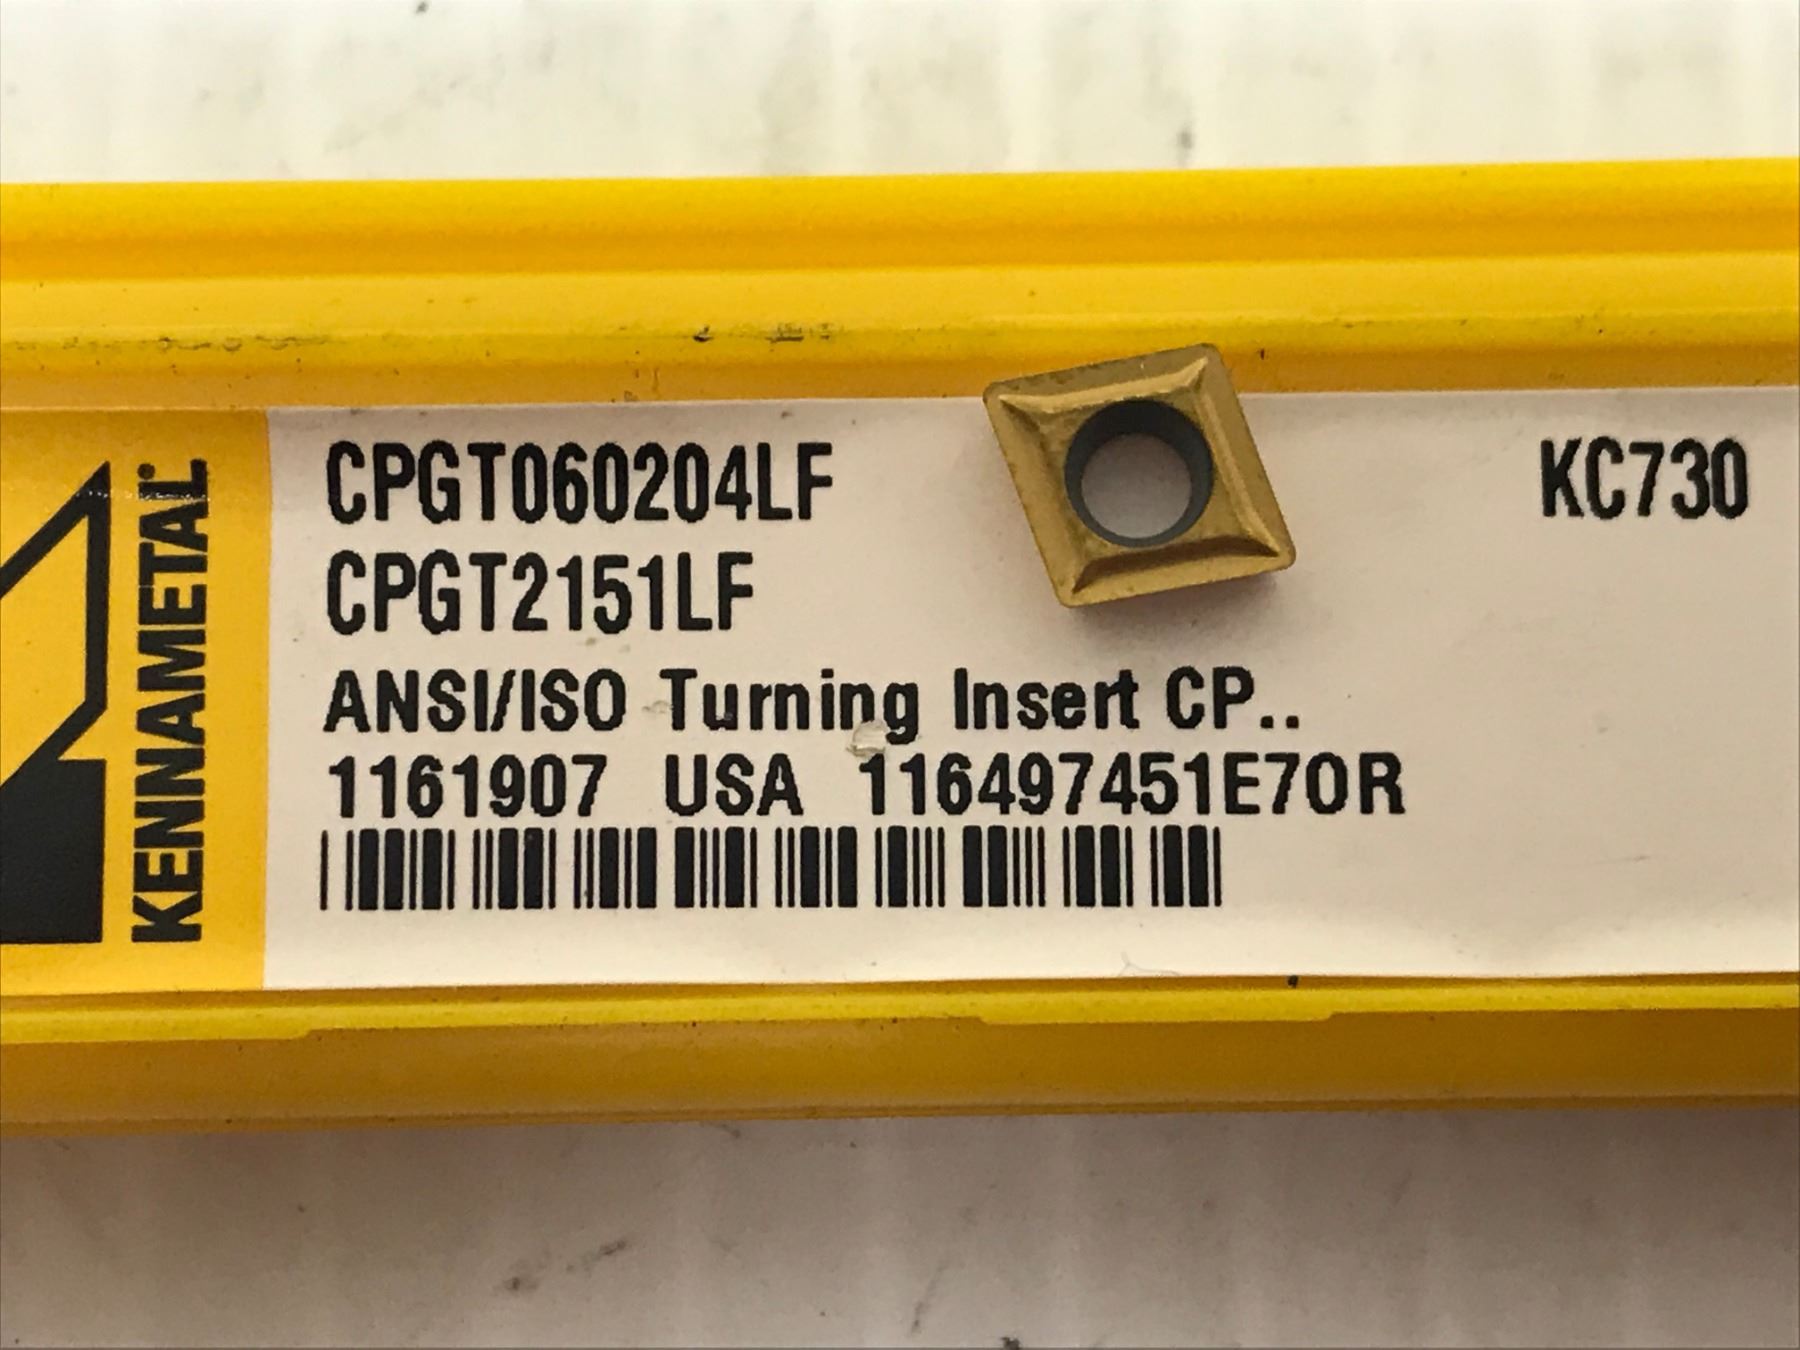 KENNAMETAL
CPGT060204LF
KC730
CPGT2151LF
ANSI/ISO Turning Insert CP..
1161907 USA 116497451E70R